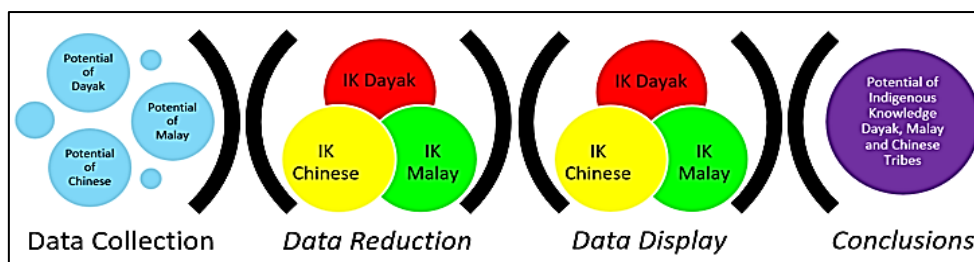 Potential
of
Dayak
Potential
of
Malay
Potential
of
Chinese
Data Collection
IK Dayak
IK
Chinese
IK
Malay
Data Reduction
IK Dayak
IK
Chinese
IK
Malay
Data Display
Potential of
Indigenous
Knowledge
Dayak, Malay
and Chinese
Tribes
Conclusions